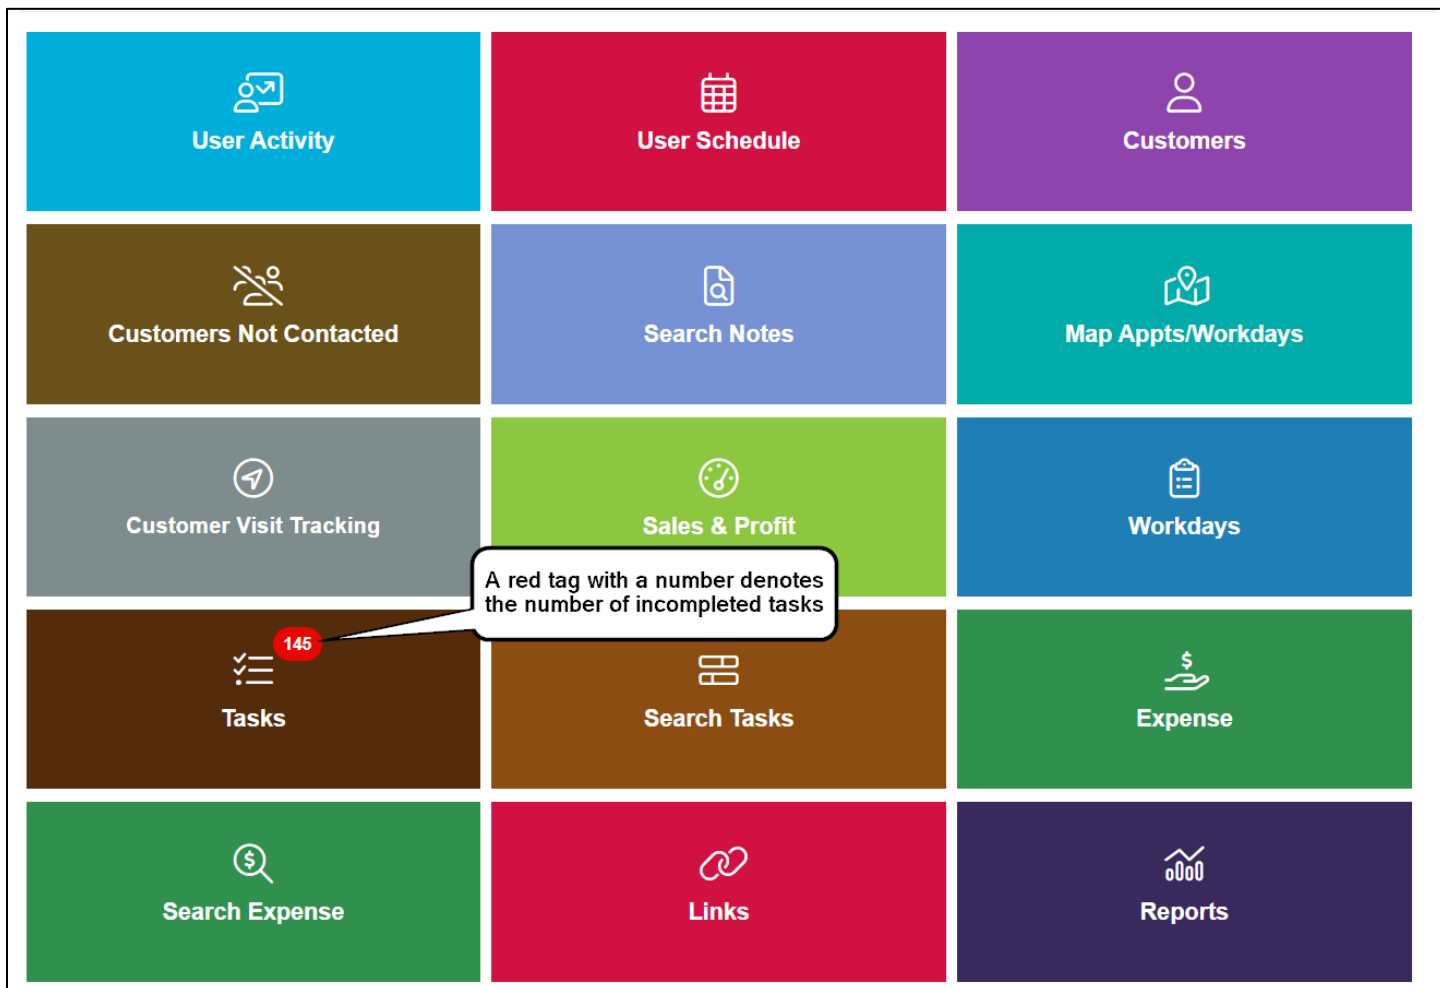 User Activity
User Schedule
Customers
Customers Not Contacted
Search Notes
Map Appts/Workdays
Customer Visit Tracking
Sales & Profit
Workdays
A red tag with a number denotes
the number of incompleted tasks
145
Tasks
Search Tasks
Expense
Search Expense
Links
Reports